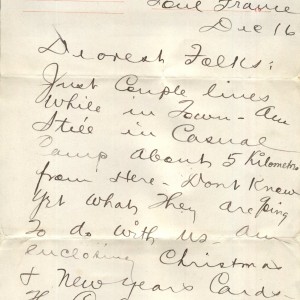 Toul France
Dec 16
Dearest Folks:
Just Couple lines
While in Town - Am
Still in Casual
Camp about 5 Kilometers
from Here - Dont Know
Yet whats They are going
To do with us - am
enclosing Christmas
& New years Cards